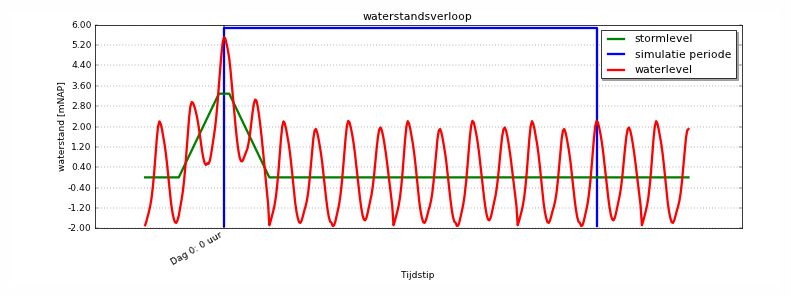 waterstandsverloop
6.00
5.20
4.40
3.60
2.80
2.00
1.20
0.40
-0.40
-1.20
-2.00
waterstand [mNAP]
stormlevel
simulatie periode
waterlevel
Dag 0: 0 uur
Tijdstip